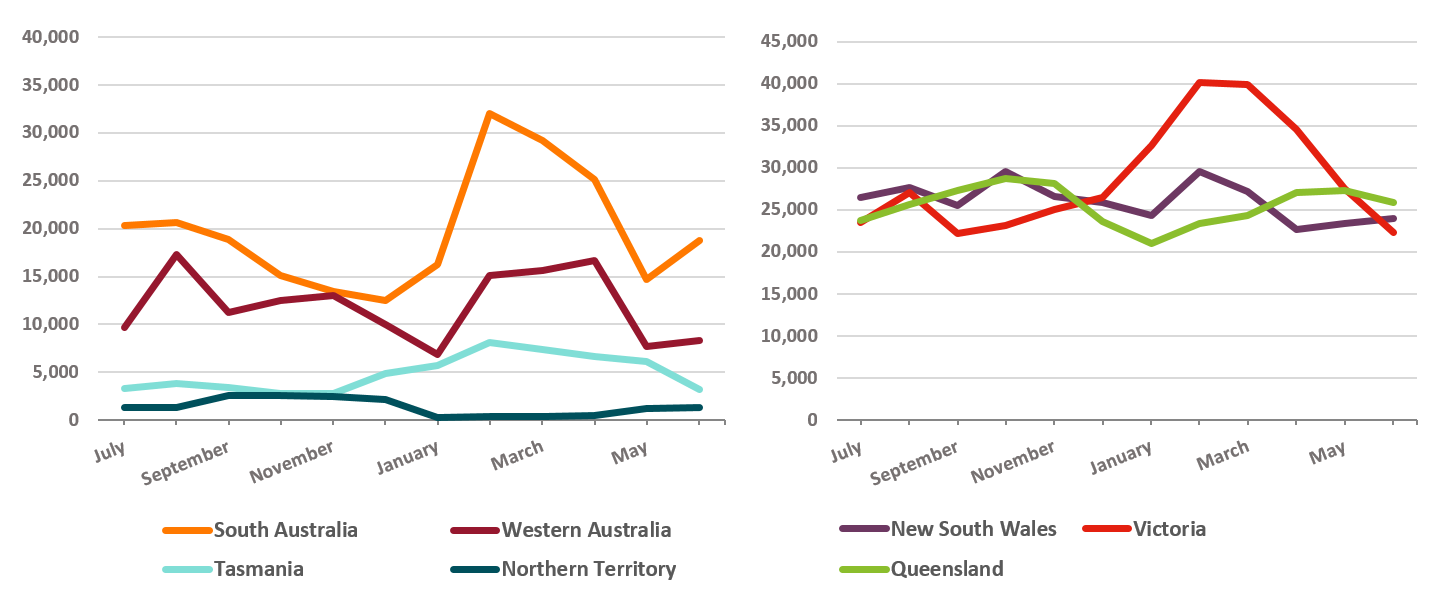 40,000
35,000
30,000
25,000
20,000
15,000
10,000
5,000
0
July
September
November
January
March
May
South Australia
Western Australia
Tasmania
Northern Territory
45,000
40,000
35,000
30,000
25,000
20,000
15,000
10,000
5,000
0
July
September
November
January
March
May
New South Wales
Victoria
Queensland